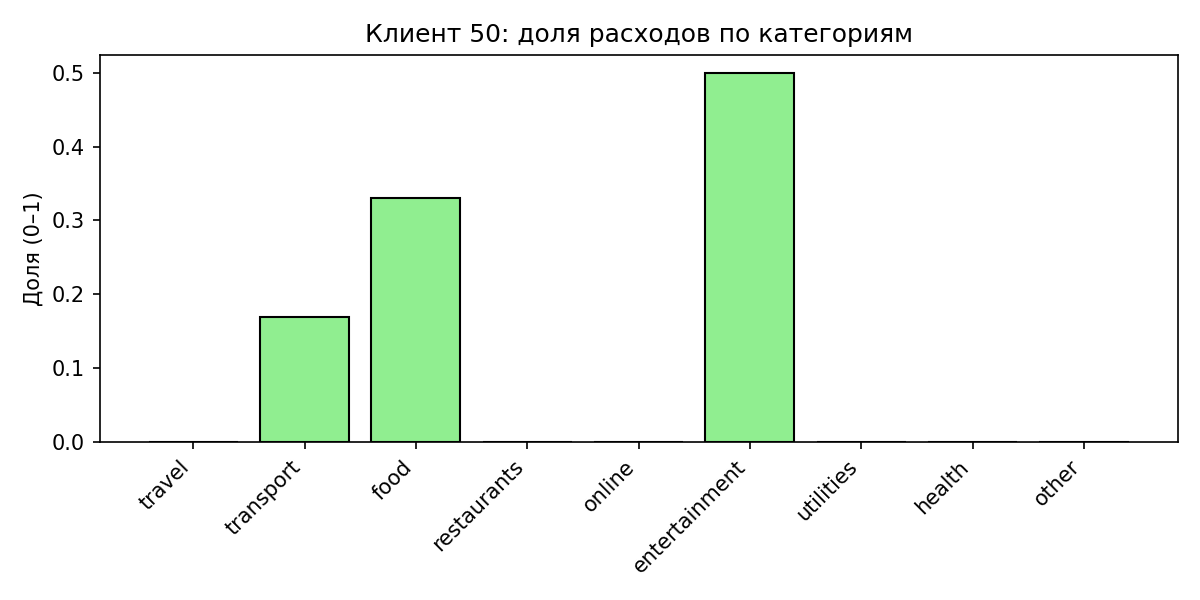 Клиент 50: доля расходов по категориям
Доля (0–1)
0.5
0.4
0.3
0.2
0.1
0.0
travel
transport
food
restaurants
online
entertainment
utilities
health
other